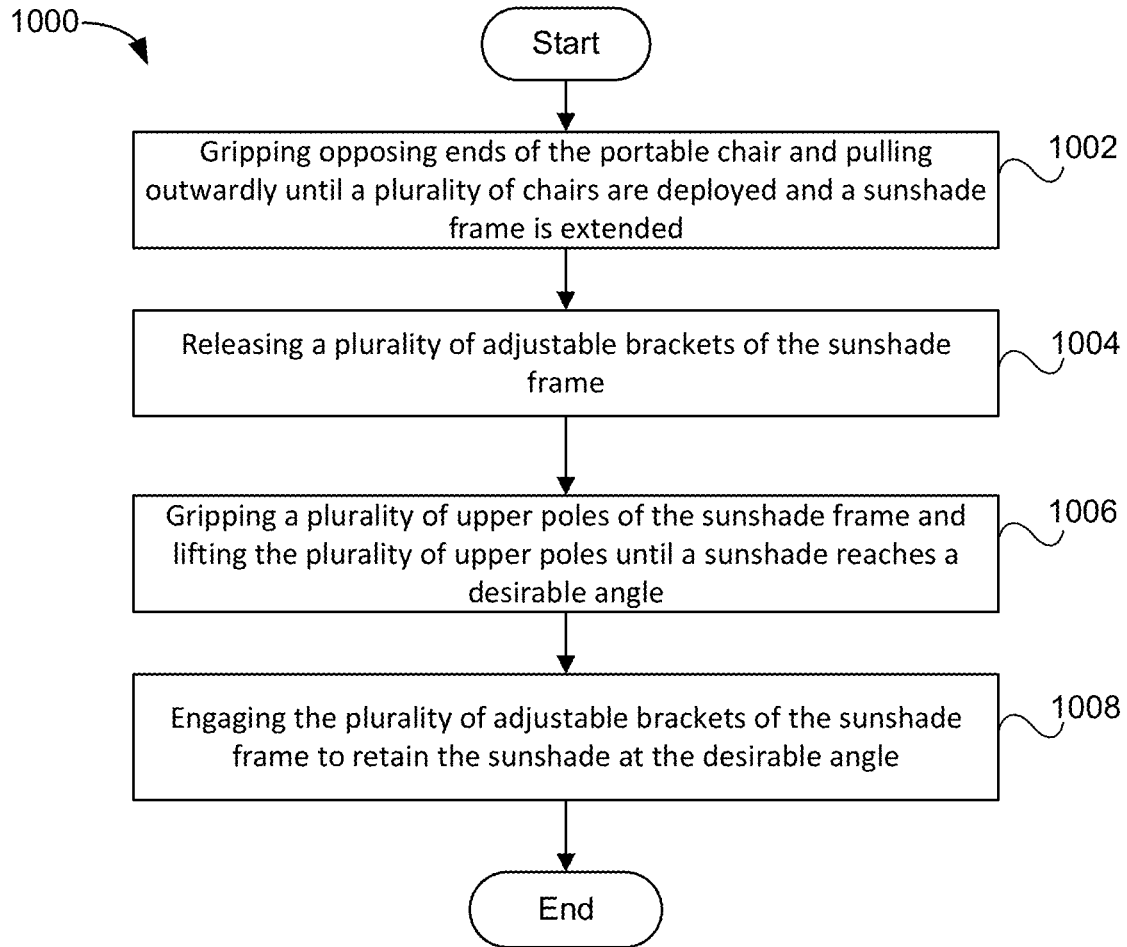 1000
Start
Gripping opposing ends of the portable chair and pulling
outwardly until a plurality of chairs are deployed and a sunshade
frame is extended
1002
Releasing a plurality of adjustable brackets of the sunshade
frame
1004
Gripping a plurality of upper poles of the sunshade frame and
lifting the plurality of upper poles until a sunshade reaches a
desirable angle
1006
Engaging the plurality of adjustable brackets of the sunshade
frame to retain the sunshade at the desirable angle
1008
End